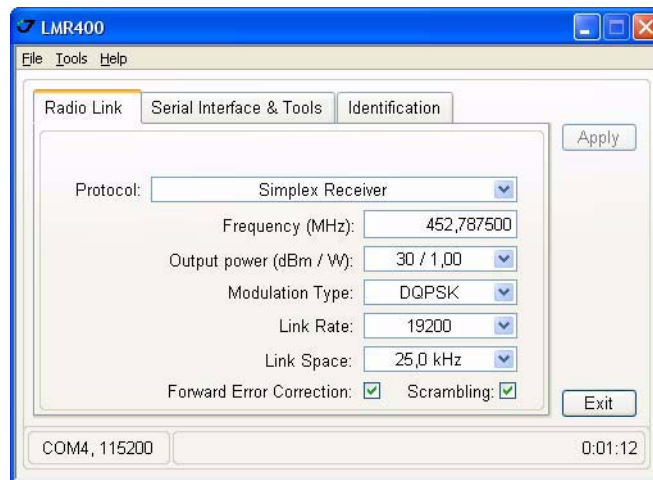 LMR400
File Tools Help
Radio Link Serial Interface & Tools Identification
Apply
Protocol: Simplex Receiver
Frequency (MHz): 452,787500
Output power (dBm / W): 30 / 1,00
Modulation Type: DQPSK
Link Rate: 19200
Link Space: 25,0 kHz
Forward Error Correction: Scrambling:
Exit
COM4, 115200 0:01:12